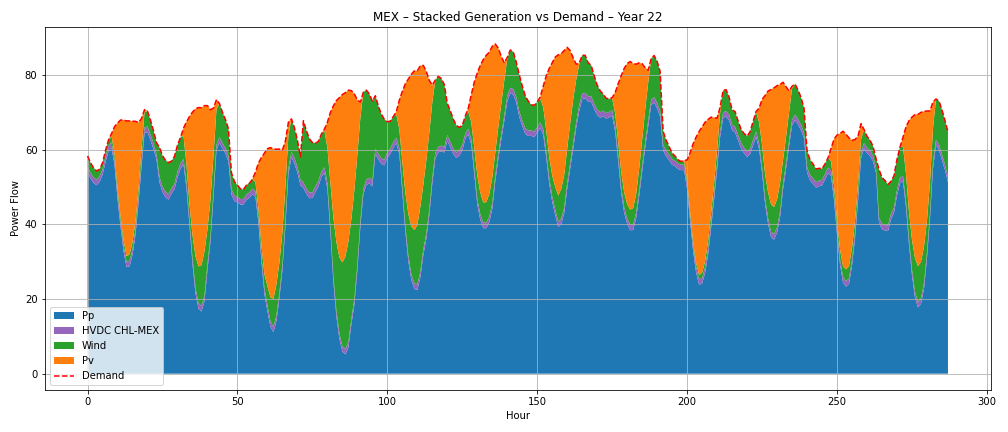 MEX – Stacked Generation vs Demand – Year 22
Power Flow
80
60
40
20
0
Pp
HVDC CHL-MEX
Wind
Pv
Demand
0 50 100 150 200 250 300
Hour